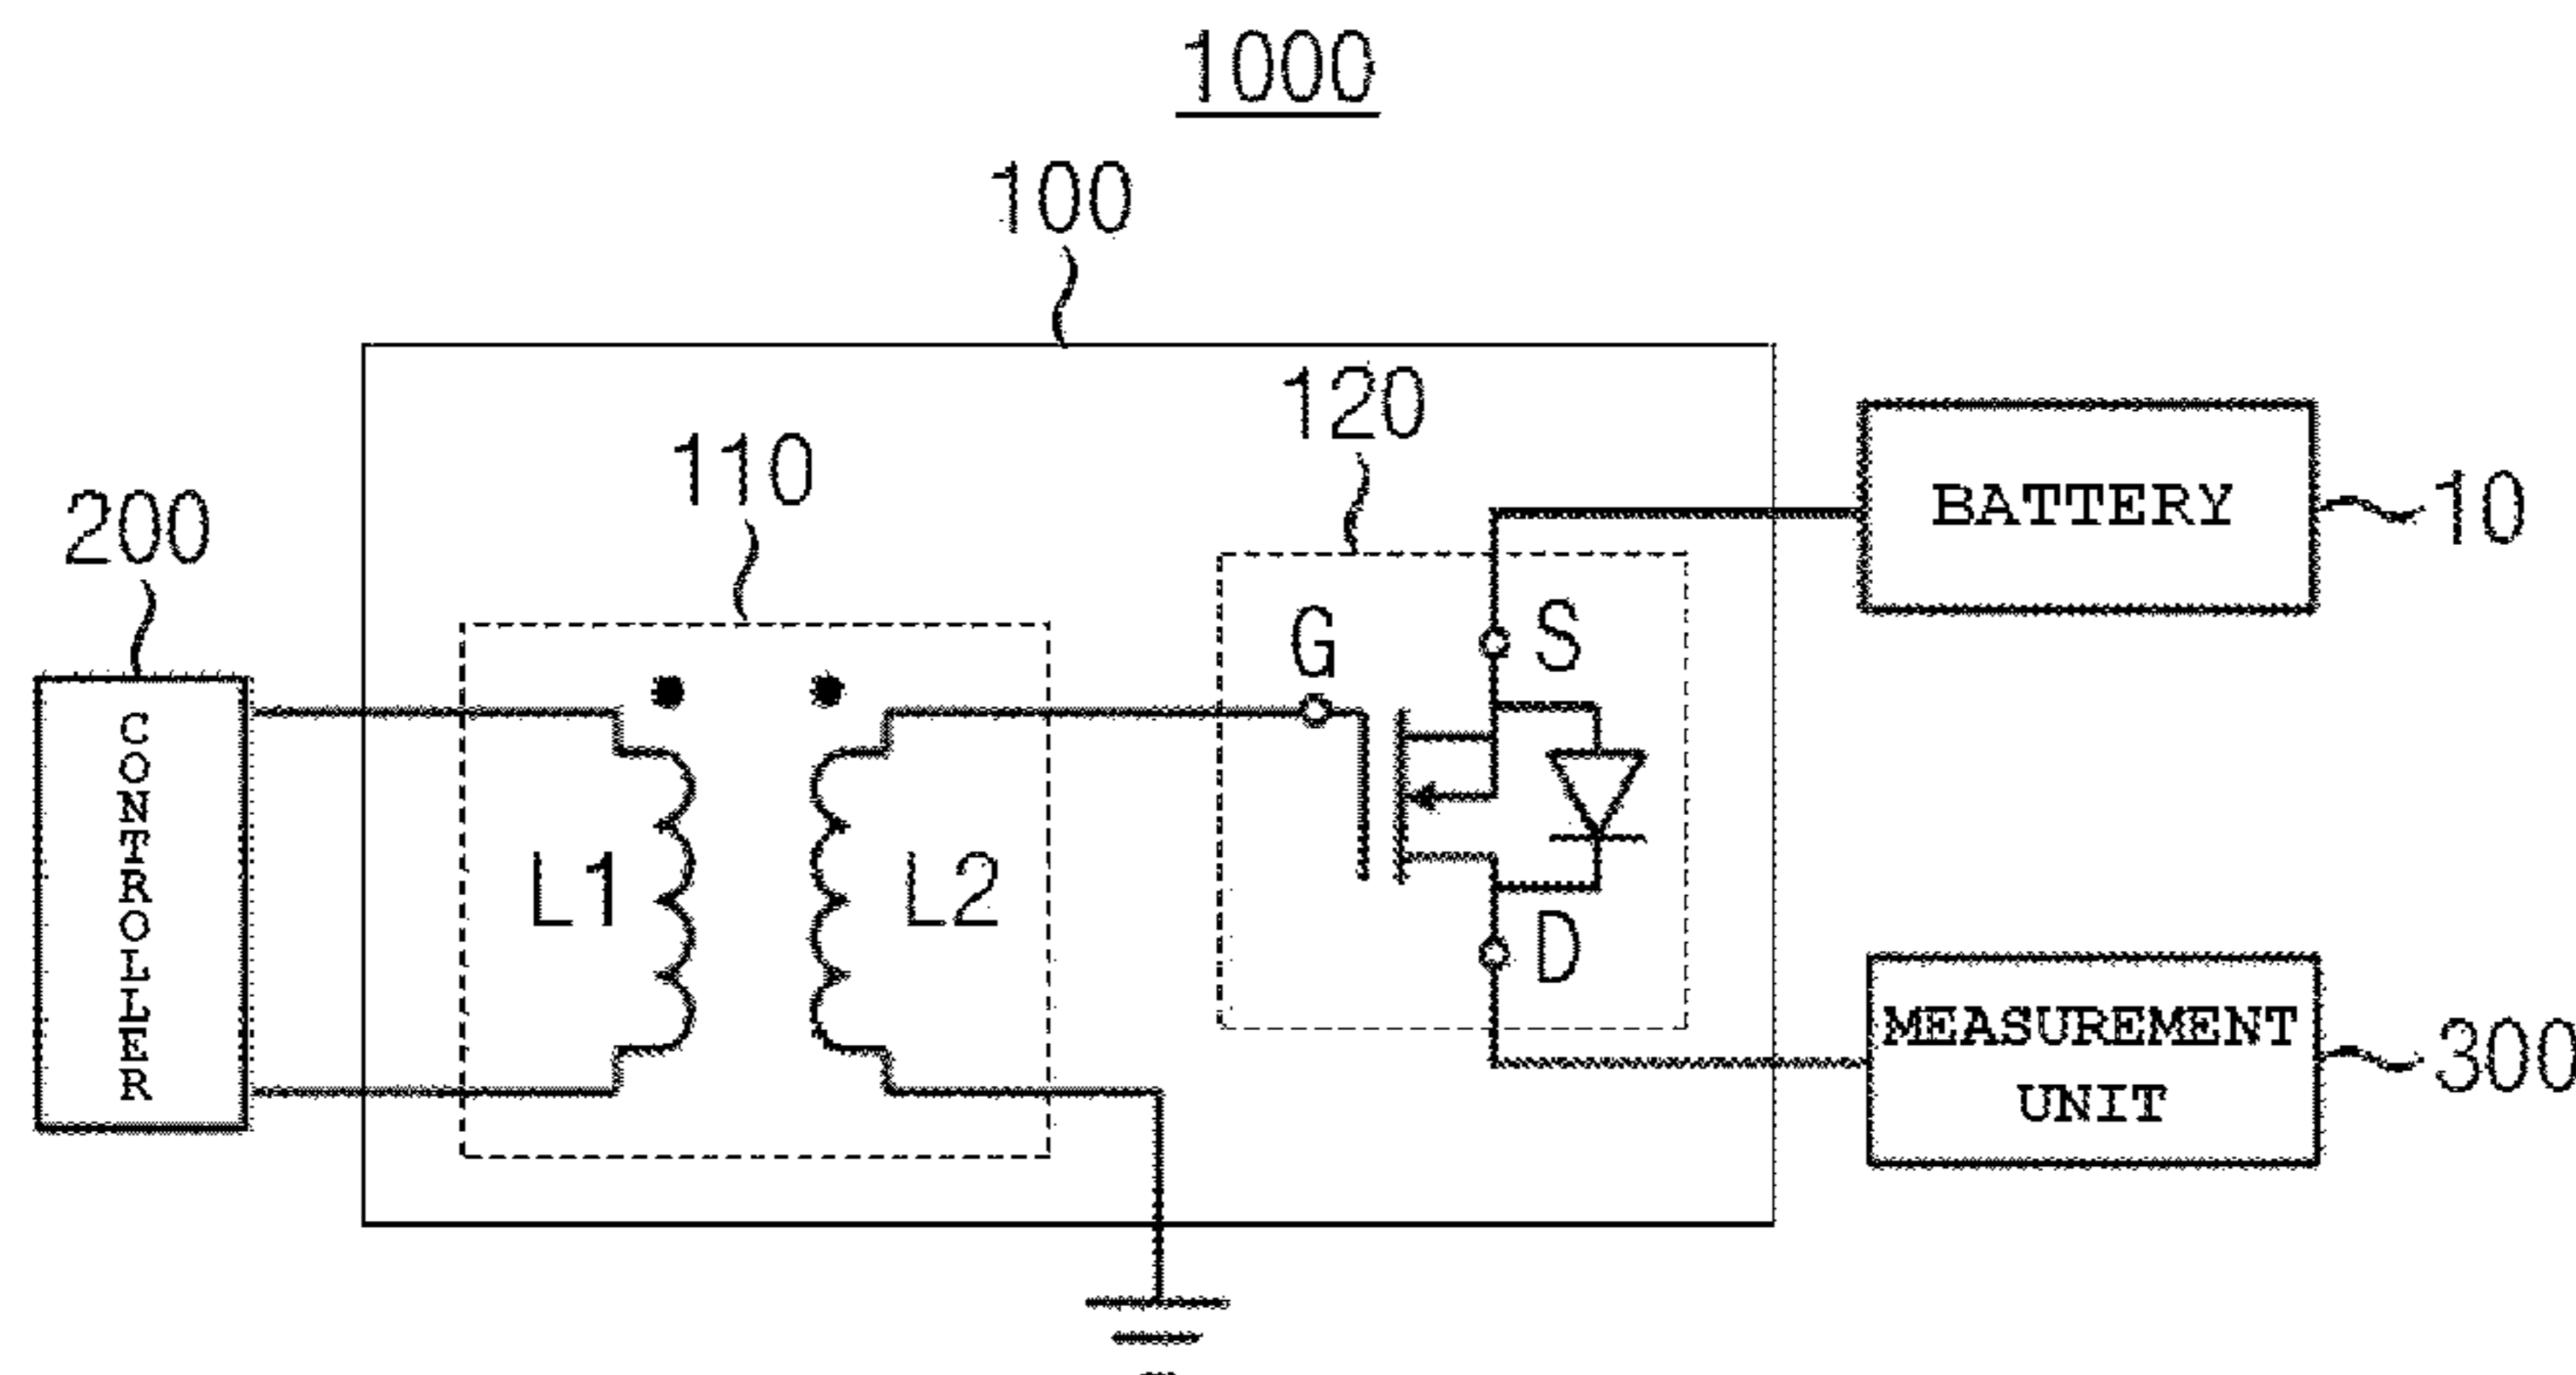 1000
100
120
110
200
BATTERY
10
G
S
CONTROLLER
L1
L2
D
MEASUREMENT
UNIT
300